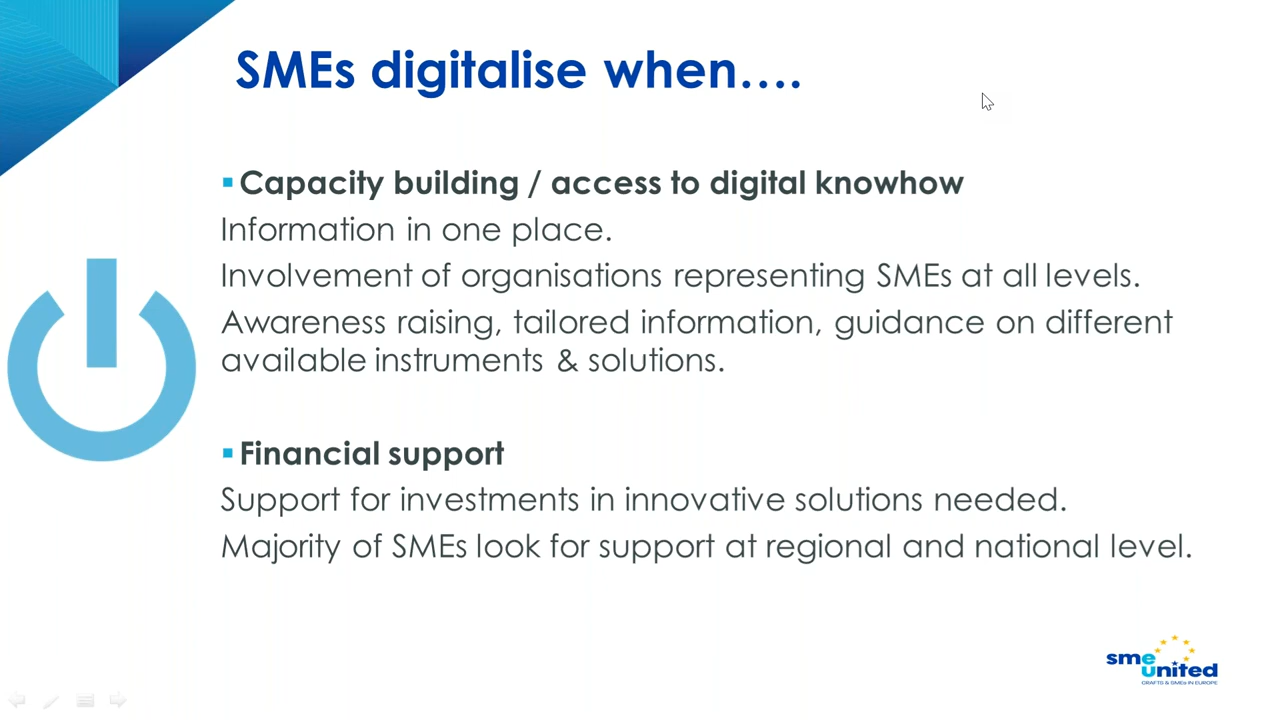 SMEs digitalise when….
▪Capacity building / access to digital knowhow
Information in one place.
Involvement of organisations representing SMEs at all levels.
Awareness raising, tailored information, guidance on different
available instruments & solutions.
▪Financial support
Support for investments in innovative solutions needed.
Majority of SMEs look for support at regional and national level.
sme
united
CRAFTS & SMEs IN EUROPE